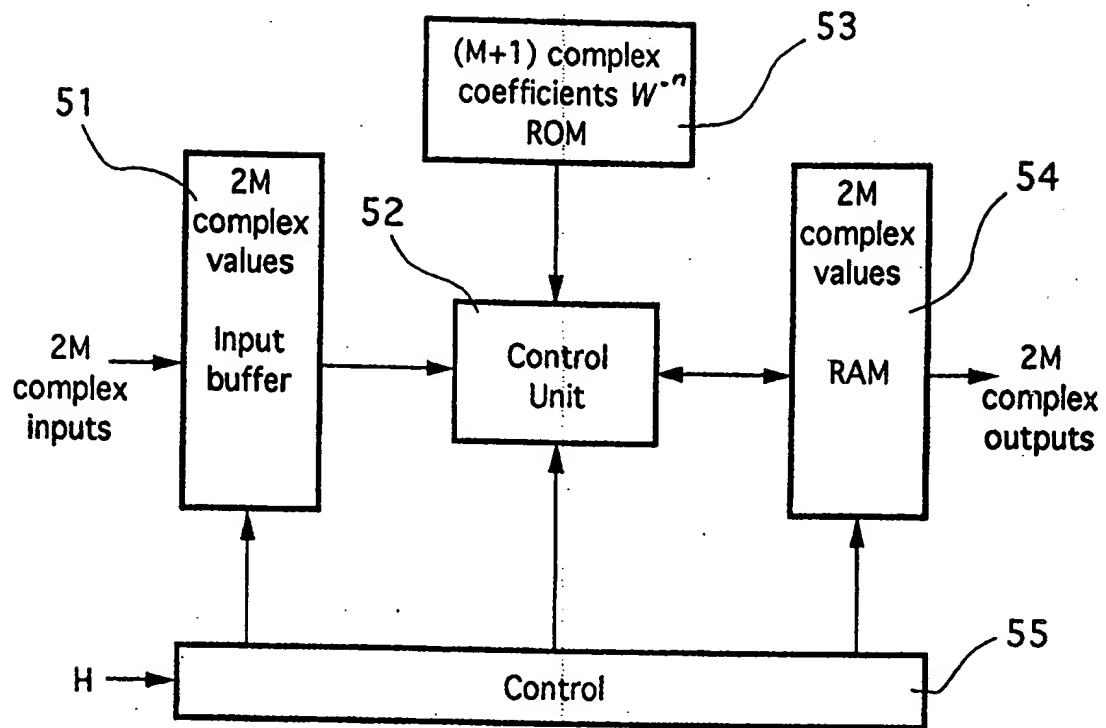 53
(M+1) complex
coefficients W⁻ⁿ
ROM
51
2M
complex
values
Input
buffer
52
54
2M
complex
values
RAM
2M
complex
inputs
Control
Unit
2M
complex
outputs
55
H
Control